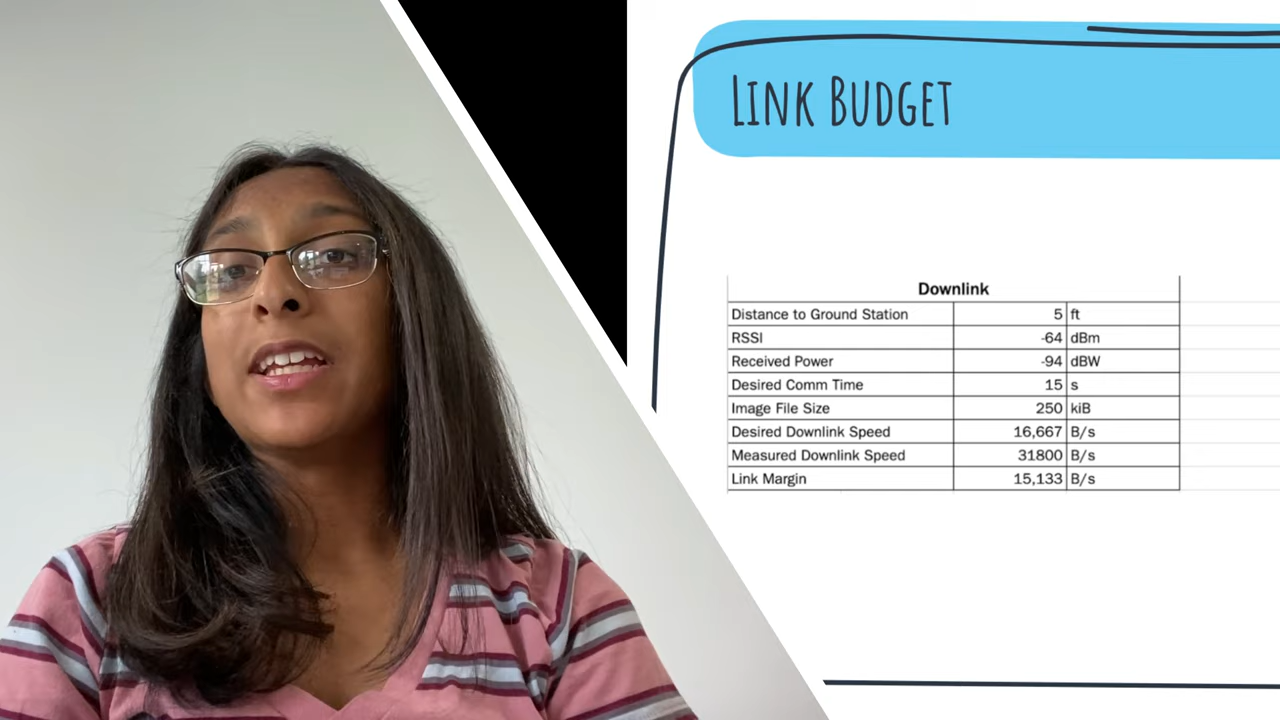 LINK BUDGET
Downlink
Distance to Ground Station 5 ft
RSSI -64 dBm
Received Power -94 dBW
Desired Comm Time 15 s
Image File Size 250 kiB
Desired Downlink Speed 16,667 B/s
Measured Downlink Speed 31800 B/s
Link Margin 15,133 B/s